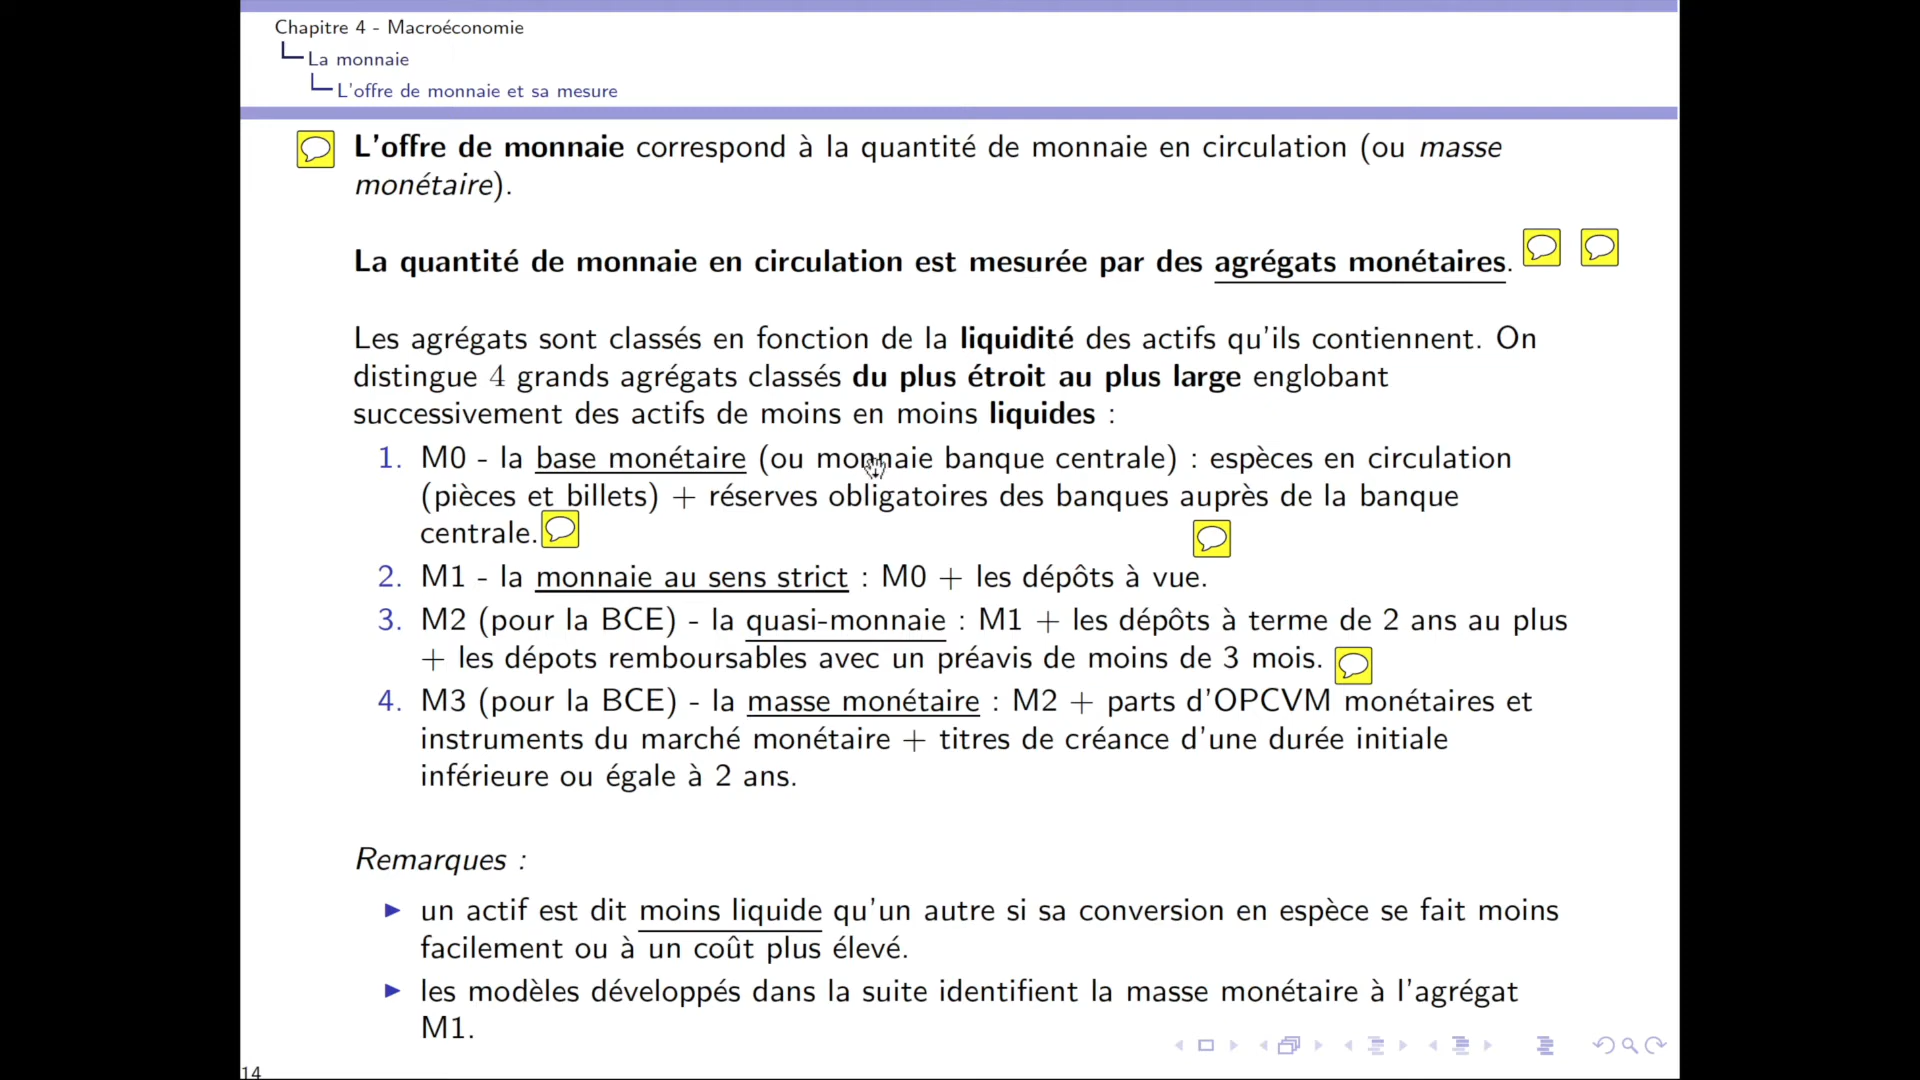 Chapitre 4 - Macroéconomie
La monnaie
L'offre de monnaie et sa mesure
L'offre de monnaie correspond à la quantité de monnaie en circulation (ou masse
monétaire).
La quantité de monnaie en circulation est mesurée par des agrégats monétaires.
Les agrégats sont classés en fonction de la liquidité des actifs qu'ils contiennent. On
distingue 4 grands agrégats classés du plus étroit au plus large englobant
successivement des actifs de moins en moins liquides :
1. M0 - la base monétaire (ou monnaie banque centrale) : espèces en circulation
(pièces et billets) + réserves obligatoires des banques auprès de la banque
centrale.
2. M1 - la monnaie au sens strict : M0 + les dépôts à vue.
3. M2 (pour la BCE) - la quasi-monnaie : M1 + les dépôts à terme de 2 ans au plus
+ les dépots remboursables avec un préavis de moins de 3 mois.
4. M3 (pour la BCE) - la masse monétaire : M2 + parts d'OPCVM monétaires et
instruments du marché monétaire + titres de créance d'une durée initiale
inférieure ou égale à 2 ans.
Remarques :
un actif est dit moins liquide qu'un autre si sa conversion en espèce se fait moins
facilement ou à un coût plus élevé.
les modèles développés dans la suite identifient la masse monétaire à l'agrégat
M1.
14